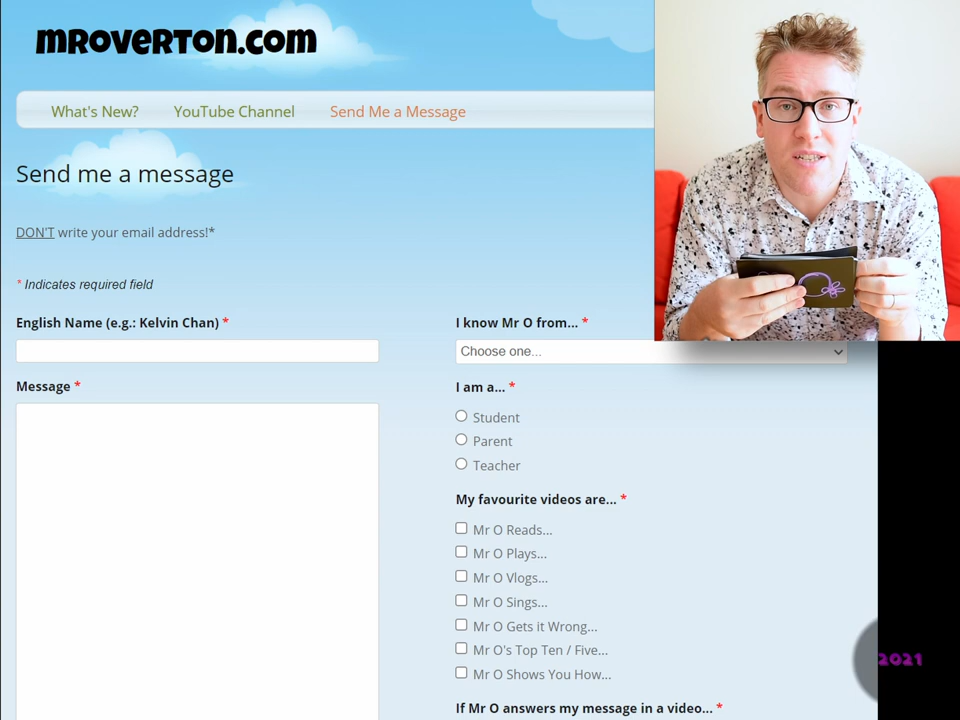 mroverton.com
What's New?
YouTube Channel
Send Me a Message
Send me a message
DON'T write your email address!*
* Indicates required field
English Name (e.g.: Kelvin Chan) *
Message *
I know Mr O from... *
Choose one...
I am a... *
Student
Parent
Teacher
My favourite videos are... *
Mr O Reads...
Mr O Plays...
Mr O Vlogs...
Mr O Sings...
Mr O Gets it Wrong...
Mr O's Top Ten / Five...
Mr O Shows You How...
If Mr O answers my message in a video... *
2021